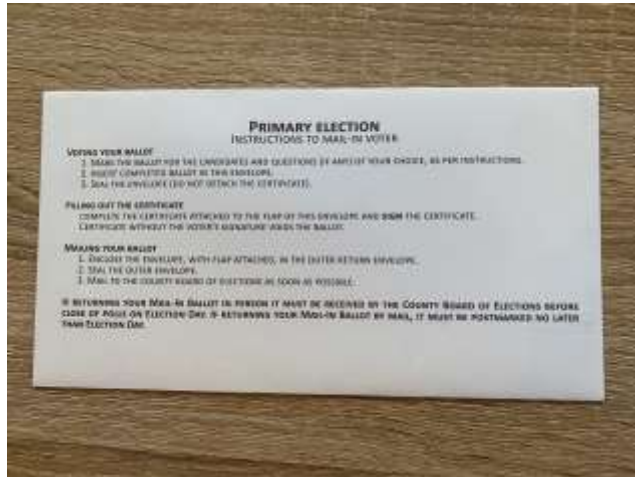 PRIMARY ELECTION
INSTRUCTIONS TO MAIL-IN VOTER
VOTING YOUR BALLOT
1. MARK THE BALLOT FOR THE CANDIDATES AND QUESTIONS (IF ANY) OF YOUR CHOICE, AS PER INSTRUCTIONS.
2. INSERT COMPLETED BALLOT IN THIS ENVELOPE.
3. SEAL THE ENVELOPE (DO NOT DETACH THE CERTIFICATE).
FILLING OUT THE CERTIFICATE
COMPLETE THE CERTIFICATE ATTACHED TO THE FLAP OF THIS ENVELOPE AND SIGN THE CERTIFICATE.
CERTIFICATE WITHOUT THE VOTER'S SIGNATURE VOIDS THE BALLOT.
MAILING YOUR BALLOT
1. ENCLOSE THE ENVELOPE, WITH FLAP ATTACHED, IN THE OUTER RETURN ENVELOPE.
2. SEAL THE OUTER ENVELOPE.
3. MAIL TO THE COUNTY BOARD OF ELECTIONS AS SOON AS POSSIBLE.
IF RETURNING YOUR MAIL-IN BALLOT IN PERSON IT MUST BE RECEIVED BY THE COUNTY BOARD OF ELECTIONS BEFORE
CLOSE OF POLLS ON ELECTION DAY. IF RETURNING YOUR MAIL-IN BALLOT BY MAIL, IT MUST BE POSTMARKED NO LATER
THAN ELECTION DAY.